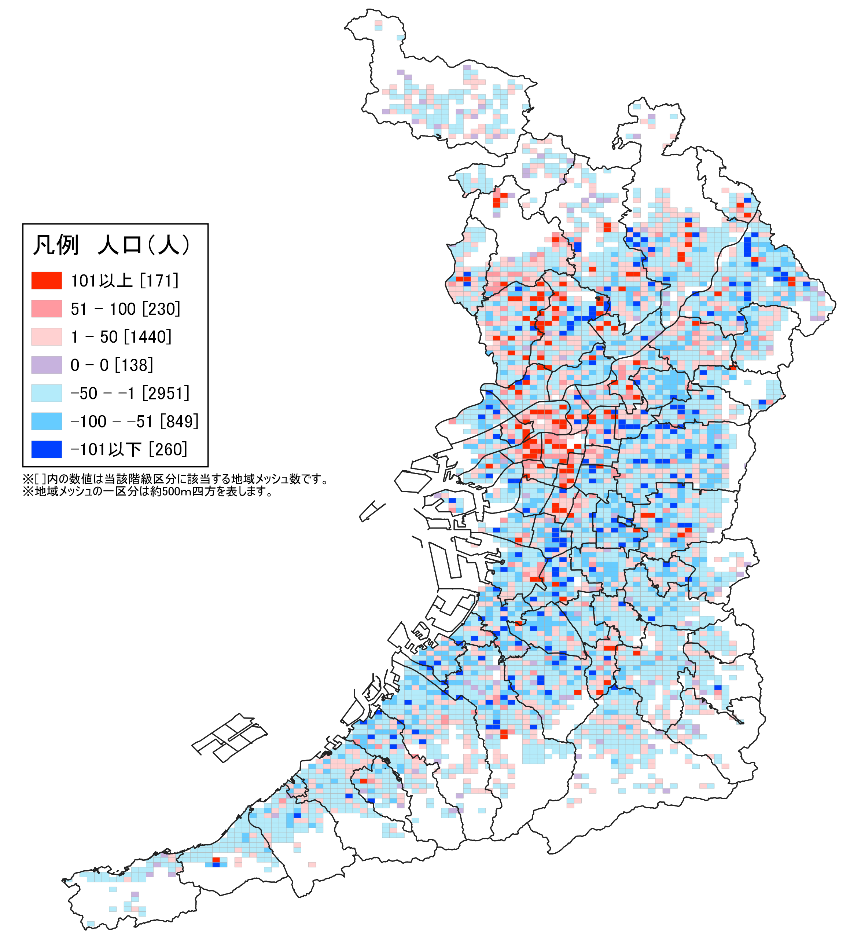 凡例　人口（人）
101以上 [171]
51 − 100 [230]
1 − 50 [1440]
0 − 0 [138]
-50 − -1 [2951]
-100 − -51 [849]
-101以下 [260]
※[ ]内の数値は当該階級区分に該当する地域メッシュ数です。
※地域メッシュの一区分は約500m四方を表します。